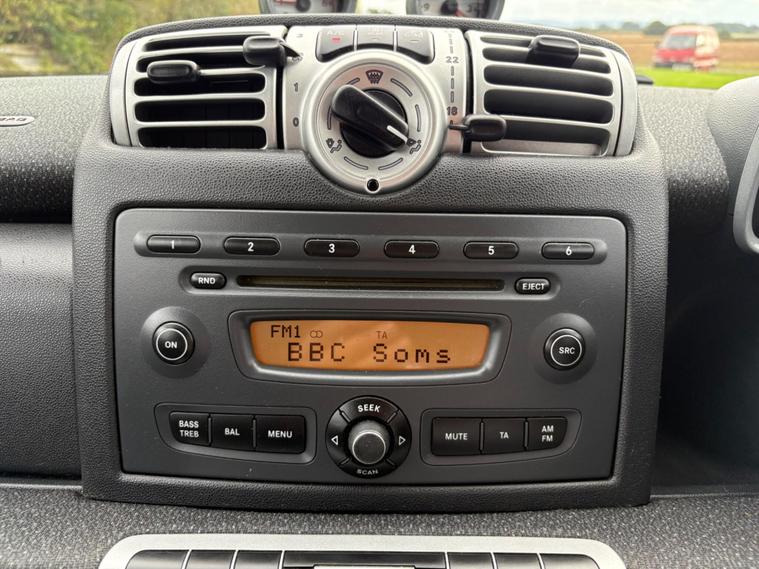 A/C
22
1
0
18
1 2 3 4 5 6
RND EJECT
FM1 TA
BBC Soms
ON SRC
SEEK
BASS TREB BAL MENU MUTE TA AM FM
SCAN